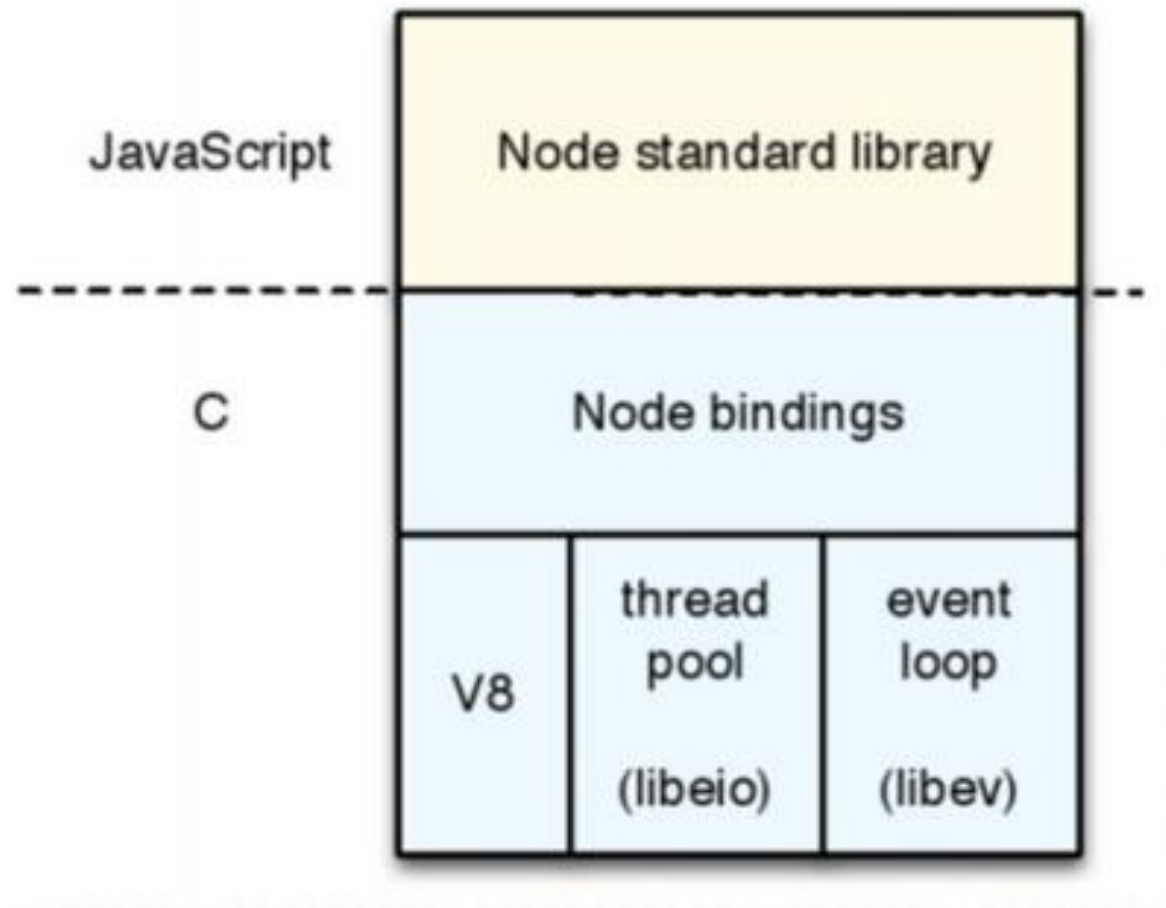 JavaScript
Node standard library
C
Node bindings
V8
thread
pool
(libeio)
event
loop
(libev)